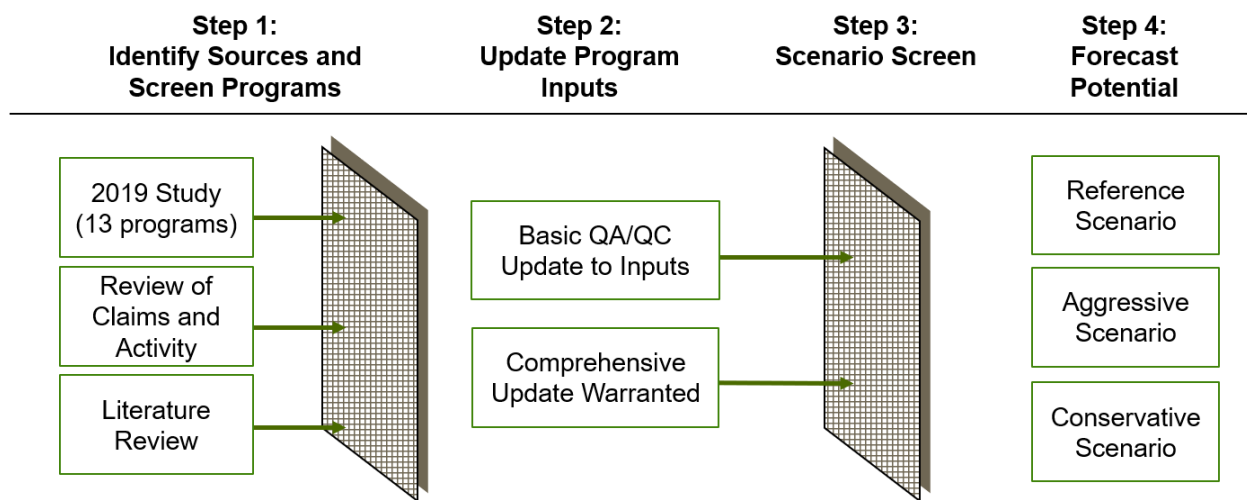 Step 1:
Identify Sources and
Screen Programs
Step 2:
Update Program
Inputs
Step 3:
Scenario Screen
Step 4:
Forecast
Potential
2019 Study
(13 programs)
Review of
Claims and
Activity
Literature
Review
Basic QA/QC
Update to Inputs
Comprehensive
Update Warranted
Reference
Scenario
Aggressive
Scenario
Conservative
Scenario